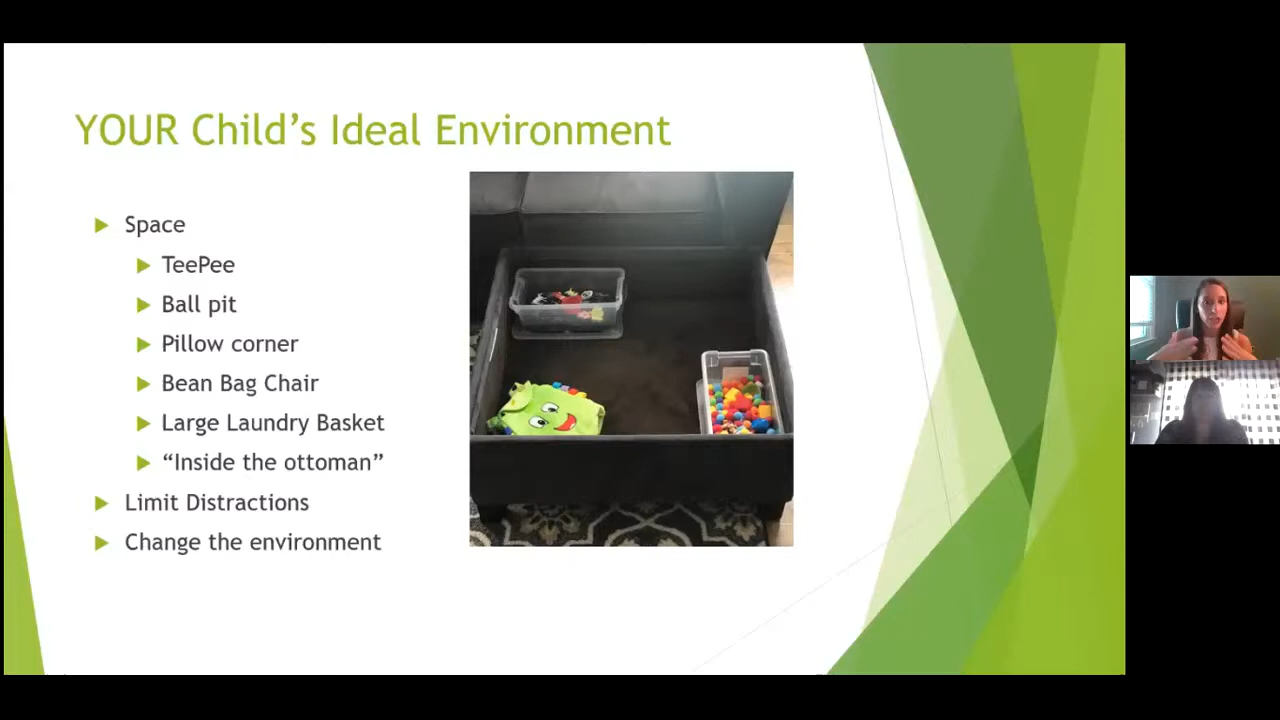 YOUR Child’s Ideal Environment
Space
TeePee
Ball pit
Pillow corner
Bean Bag Chair
Large Laundry Basket
“Inside the ottoman”
Limit Distractions
Change the environment